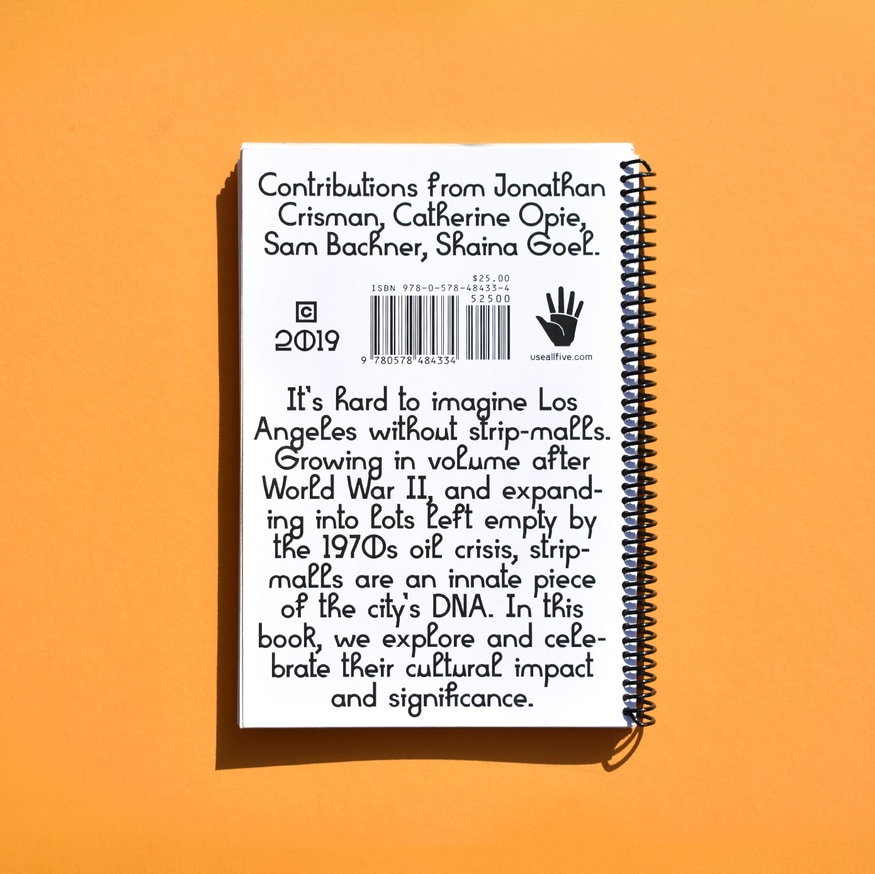 Contributions from Jonathan
Crisman, Catherine Opie,
Sam Bachner, Shaina Goel.
$25.00
ISBN 978-0-578-48433-4
52500
C
2019
9 780578 484334
useallfive.com
It's hard to imagine Los
Angeles without strip-malls.
Growing in volume after
World War II, and expand-
ing into lots left empty by
the 1970s oil crisis, strip-
malls are an innate piece
of the city's DNA. In this
book, we explore and cele-
brate their cultural impact
and significance.